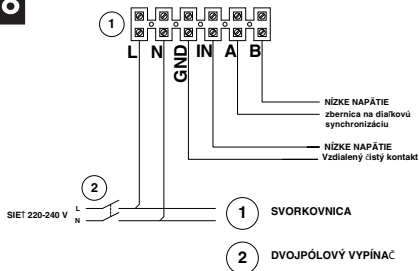 8
1
L N GND IN A B
NÍZKE NAPÄTIE
zbernica na diaľkovú
synchronizáciu
NÍZKE NAPÄTIE
Vzdialený čistý kontakt
2
SIEŤ 220-240 V
L
N
1 SVORKOVNICA
2 DVOJPÓLOVÝ VYPÍNAČ